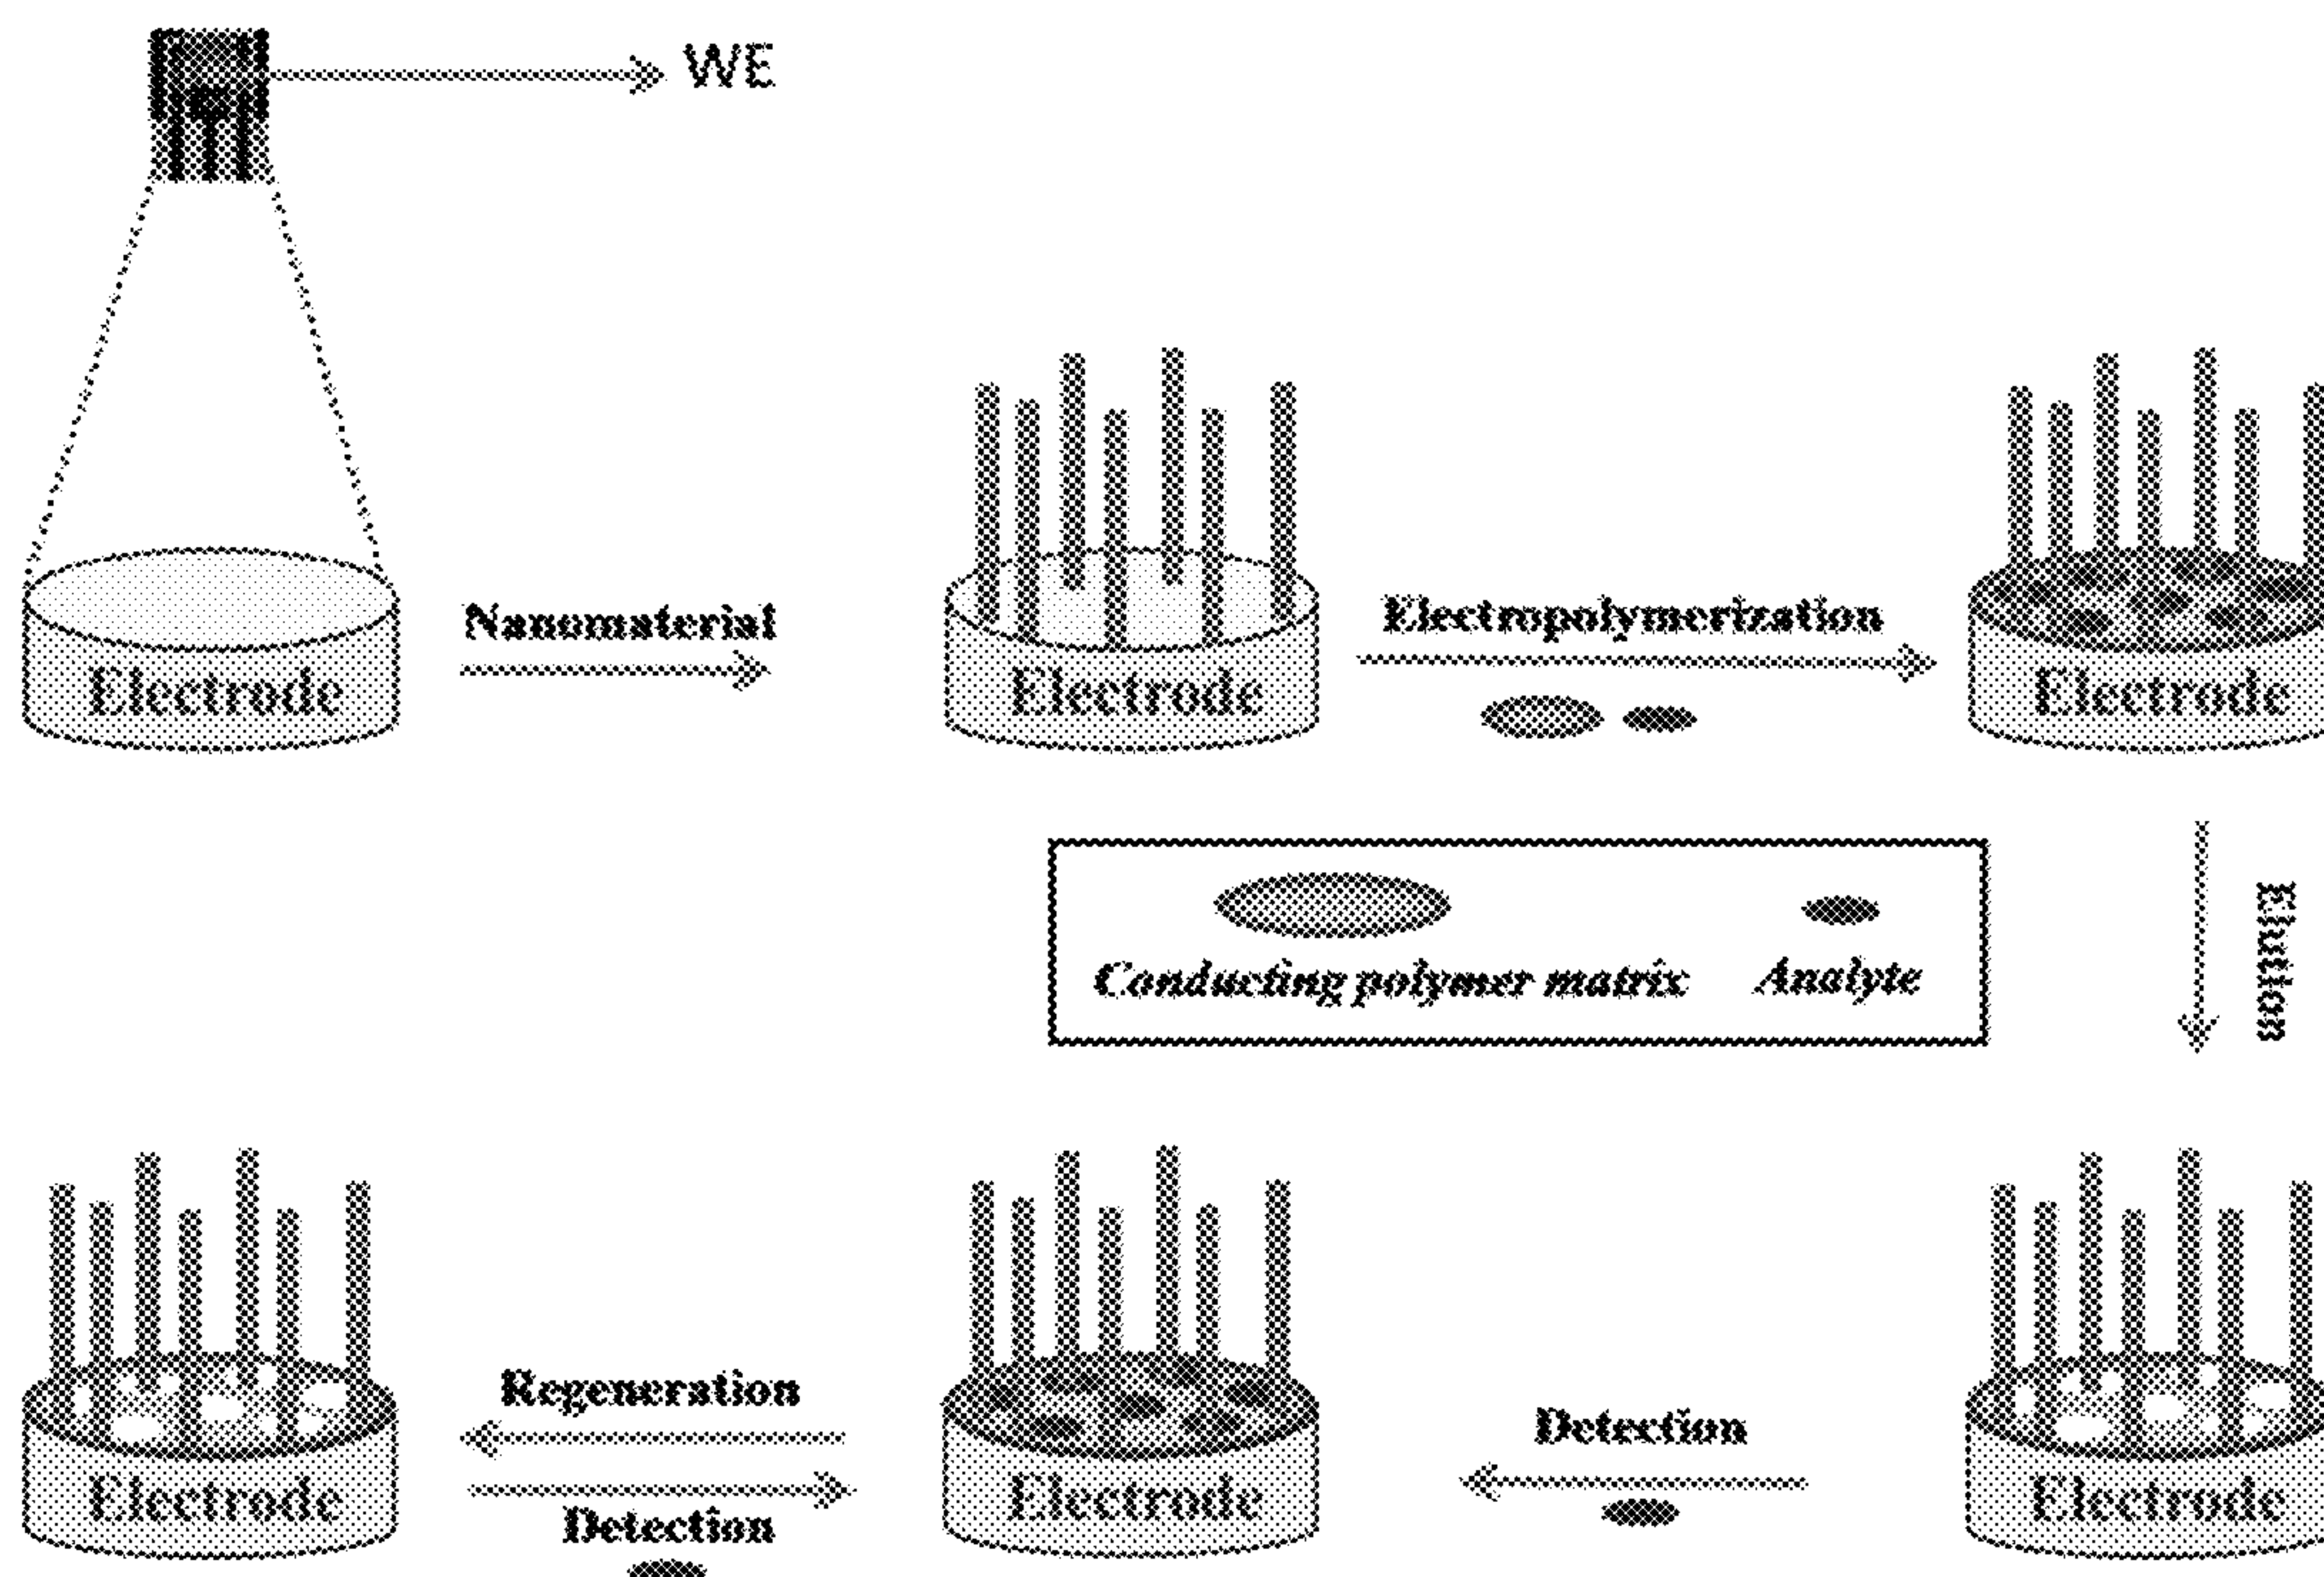 WE
Nanomaterial
Electrode
Electrode
Electropolymerization
Electrode
Conducting polymer matrix
Analyte
Elution
Electrode
Regeneration
Detection
Electrode
Detection
Electrode